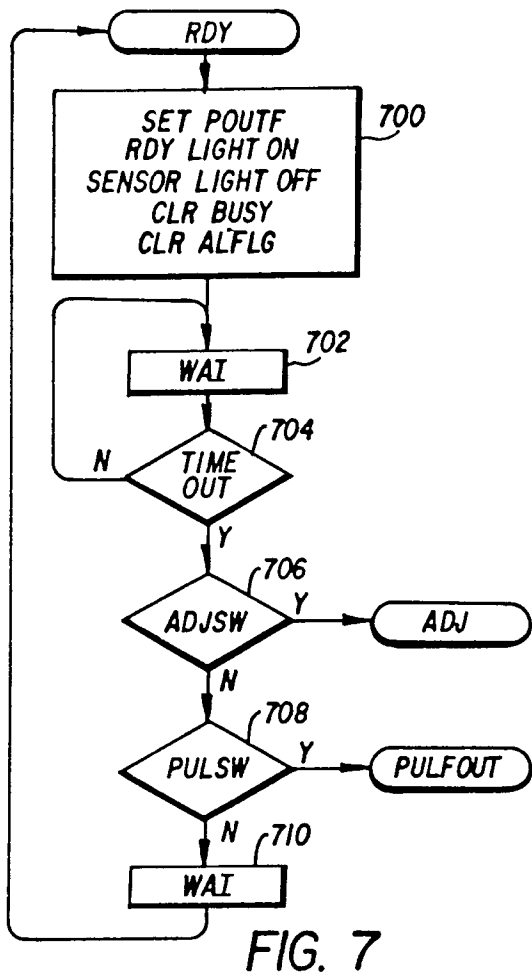 RDY
SET POUTF
RDY LIGHT ON
SENSOR LIGHT OFF
CLR BUSY
CLR ALFLG
700
WAI
702
TIME
OUT
704
N
Y
ADJSW
706
Y
ADJ
N
PULSW
708
Y
PULFOUT
N
WAI
710
FIG. 7